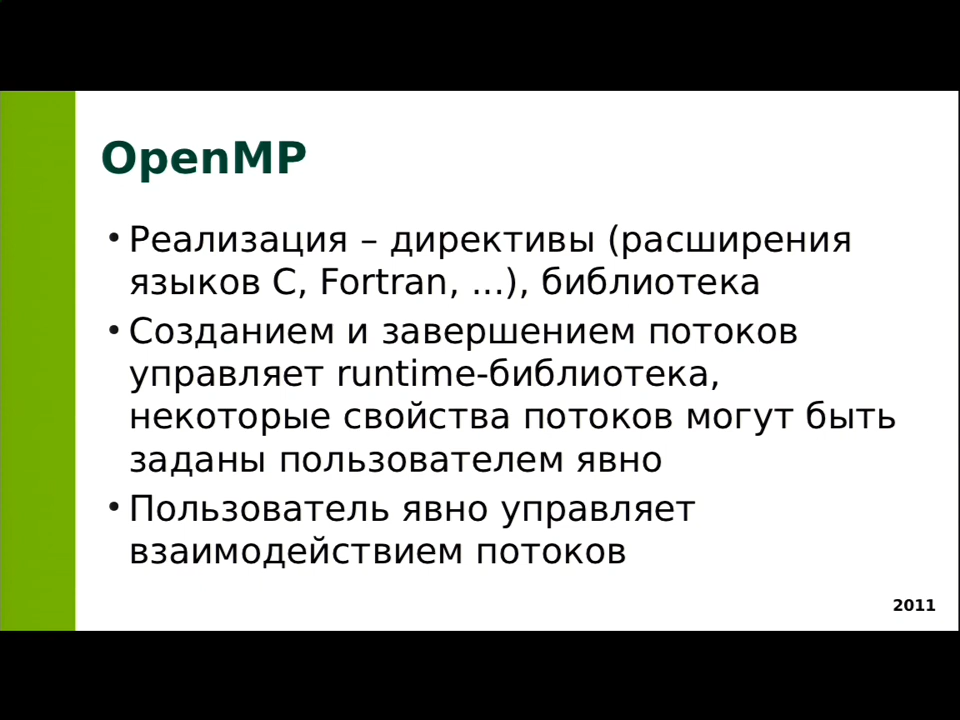 OpenMP
• Реализация – директивы (расширения
языков C, Fortran, ...), библиотека
• Созданием и завершением потоков
управляет runtime-библиотека,
некоторые свойства потоков могут быть
заданы пользователем явно
• Пользователь явно управляет
взаимодействием потоков
2011